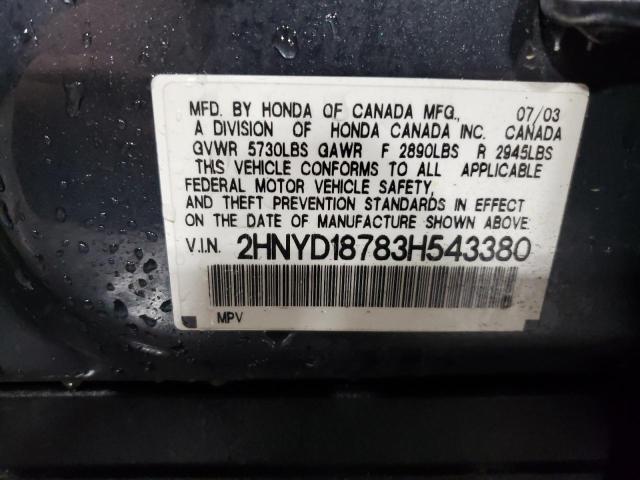 MFD. BY HONDA OF CANADA MFG., 07/03
A DIVISION OF HONDA CANADA INC. CANADA
GVWR 5730LBS GAWR F 2890LBS R 2945LBS
THIS VEHICLE CONFORMS TO ALL APPLICABLE
FEDERAL MOTOR VEHICLE SAFETY,
AND THEFT PREVENTION STANDARDS IN EFFECT
ON THE DATE OF MANUFACTURE SHOWN ABOVE.
V.I.N. 2HNYD18783H543380
MPV